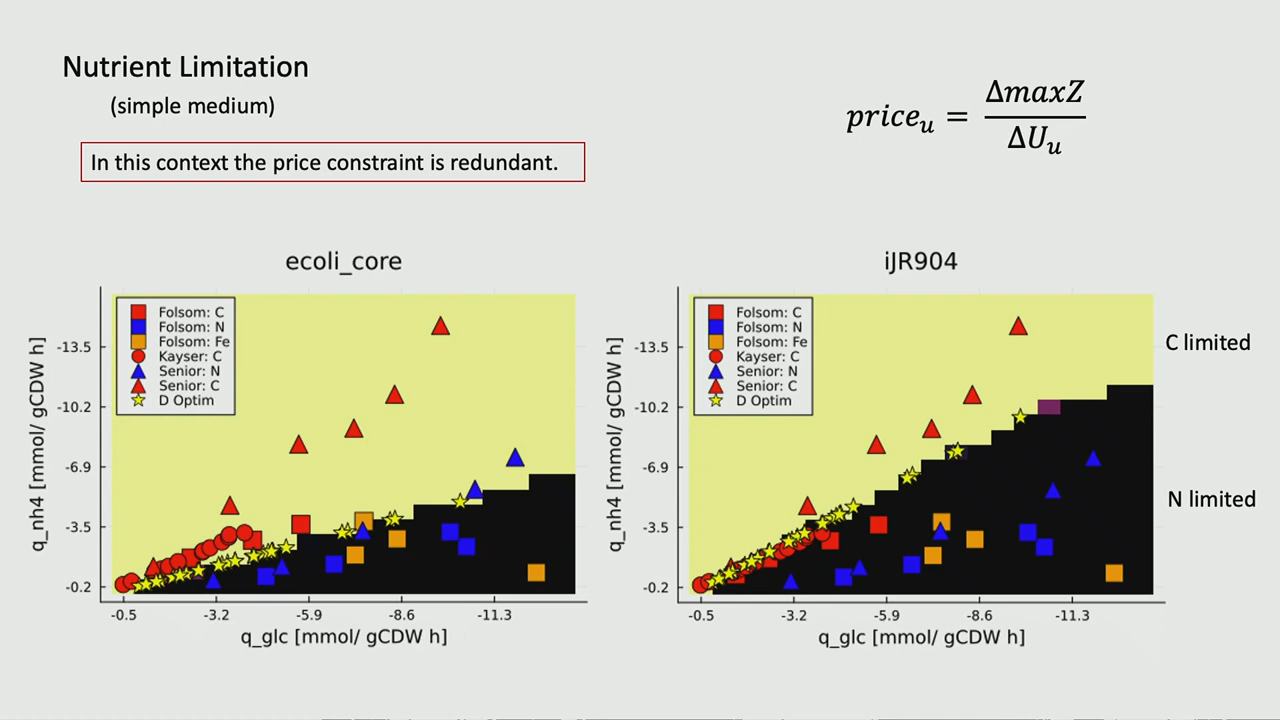 Nutrient Limitation
(simple medium)
In this context the price constraint is redundant.
price_u = ΔmaxZ / ΔU_u
ecoli_core
Folsom: C
Folsom: N
Folsom: Fe
Kayser: C
Senior: N
Senior: C
D Optim
q_nh4 [mmol/ gCDW h]
-13.5
-10.2
-6.9
-3.5
-0.2
-0.5 -3.2 -5.9 -8.6 -11.3
q_glc [mmol/ gCDW h]
iJR904
Folsom: C
Folsom: N
Folsom: Fe
Kayser: C
Senior: N
Senior: C
D Optim
q_nh4 [mmol/ gCDW h]
-13.5
-10.2
-6.9
-3.5
-0.2
-0.5 -3.2 -5.9 -8.6 -11.3
q_glc [mmol/ gCDW h]
C limited
N limited